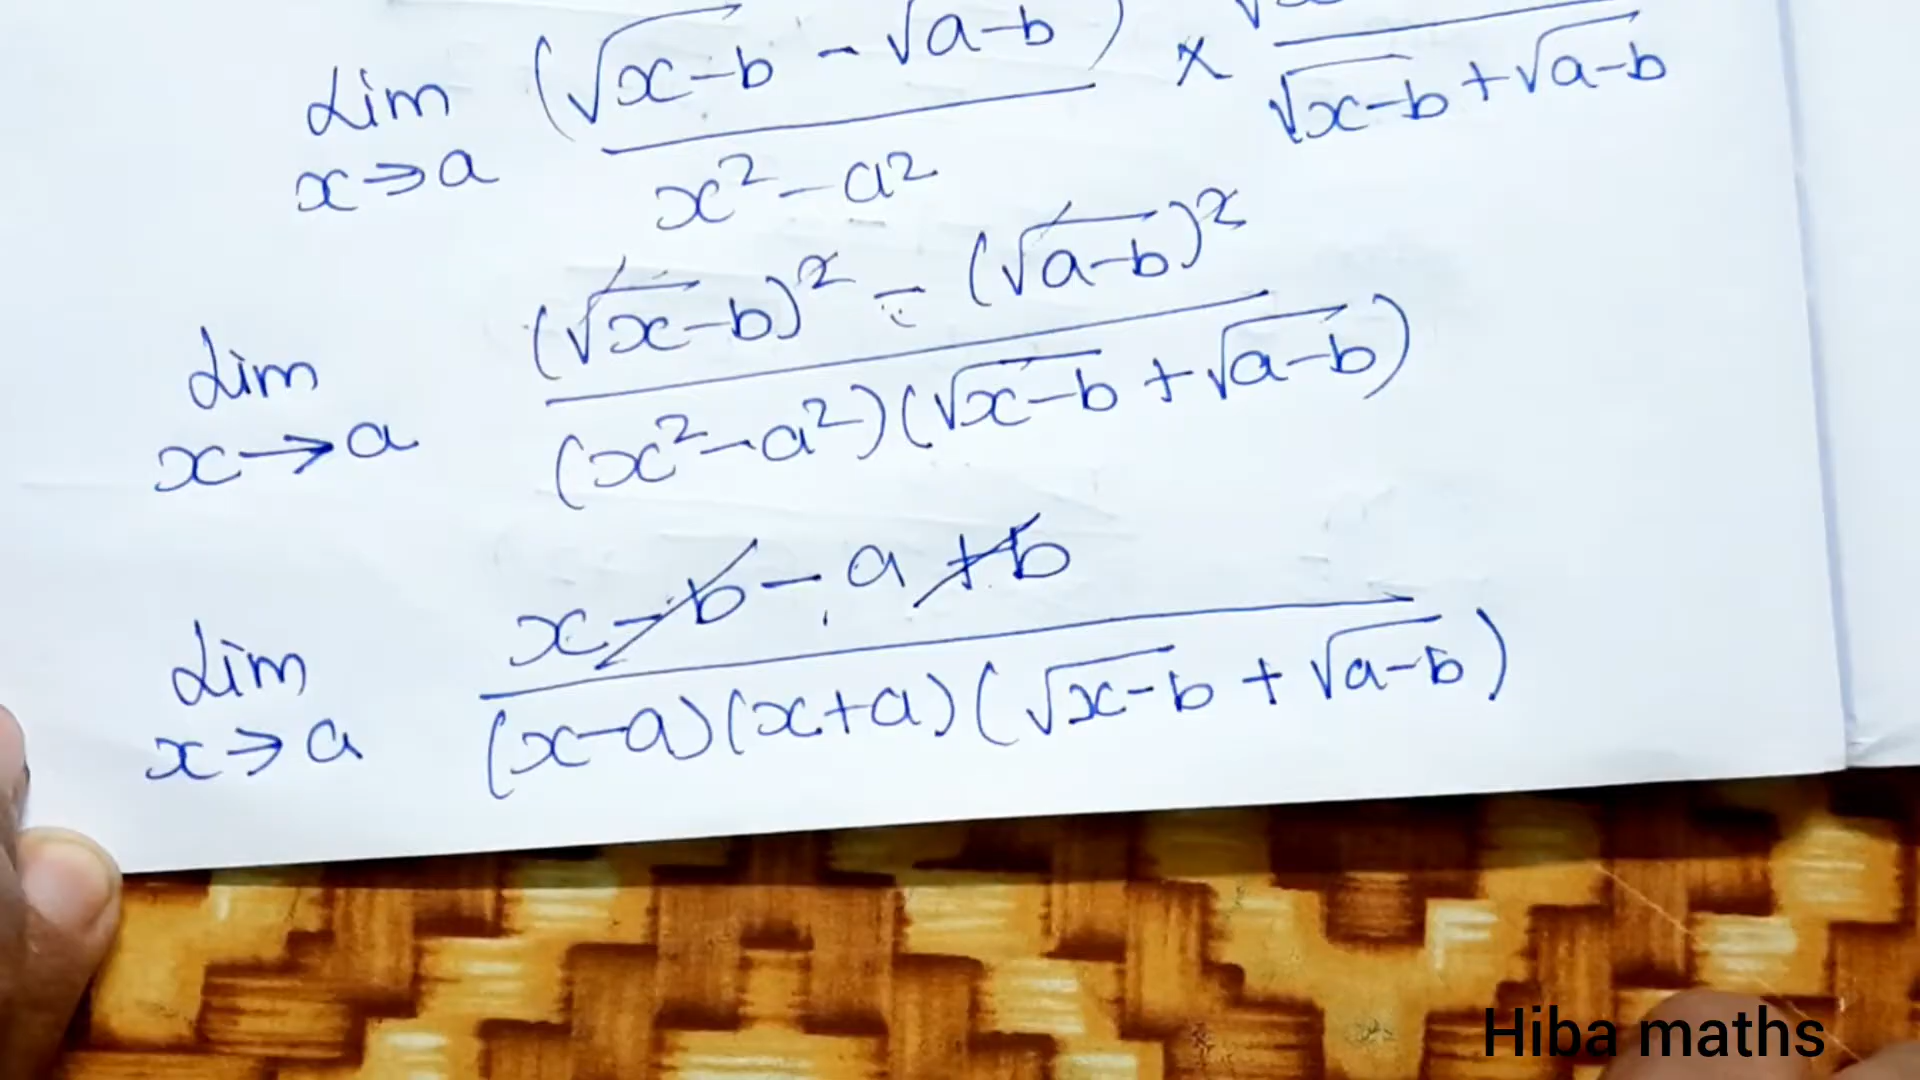 Lim (√x-b - √a-b) × √x-b + √a-b
x→a x²-a²
Lim (√x-b)² - (√a-b)²
x→a (x²-a²)(√x-b + √a-b)
Lim x-b-a+b
x→a (x-a)(x+a)(√x-b + √a-b)
Hiba maths